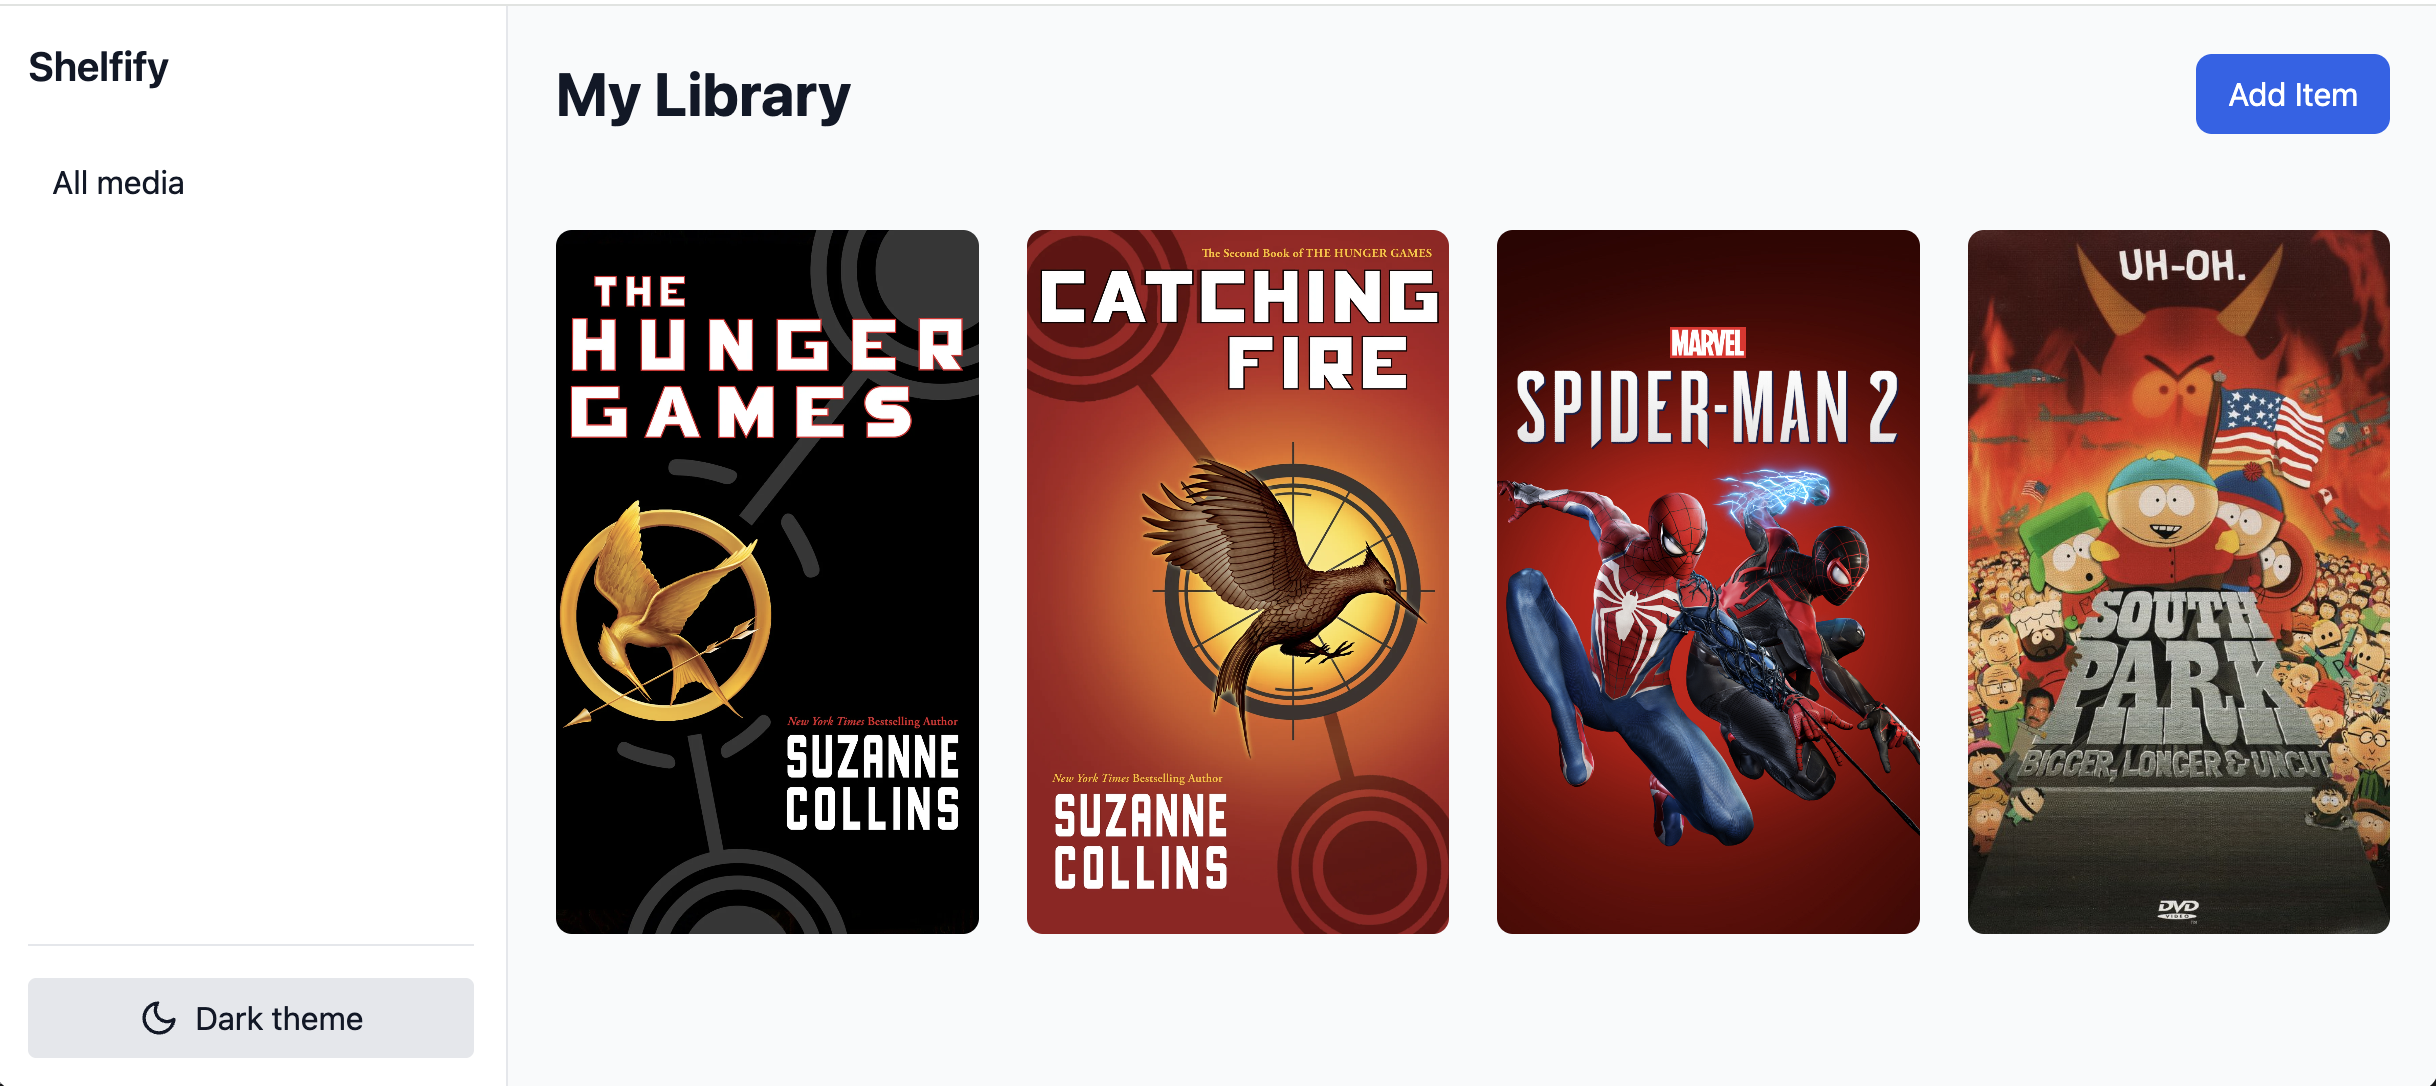 Shelfify
All media
Dark theme
My Library
Add Item
THE
HUNGER
GAMES
New York Times Bestselling Author
SUZANNE
COLLINS
The Second Book of THE HUNGER GAMES
CATCHING
FIRE
New York Times Bestselling Author
SUZANNE
COLLINS
MARVEL
SPIDER-MAN 2
UH-OH.
SOUTH
PARK
BIGGER, LONGER & UNCUT
DVD
VIDEO